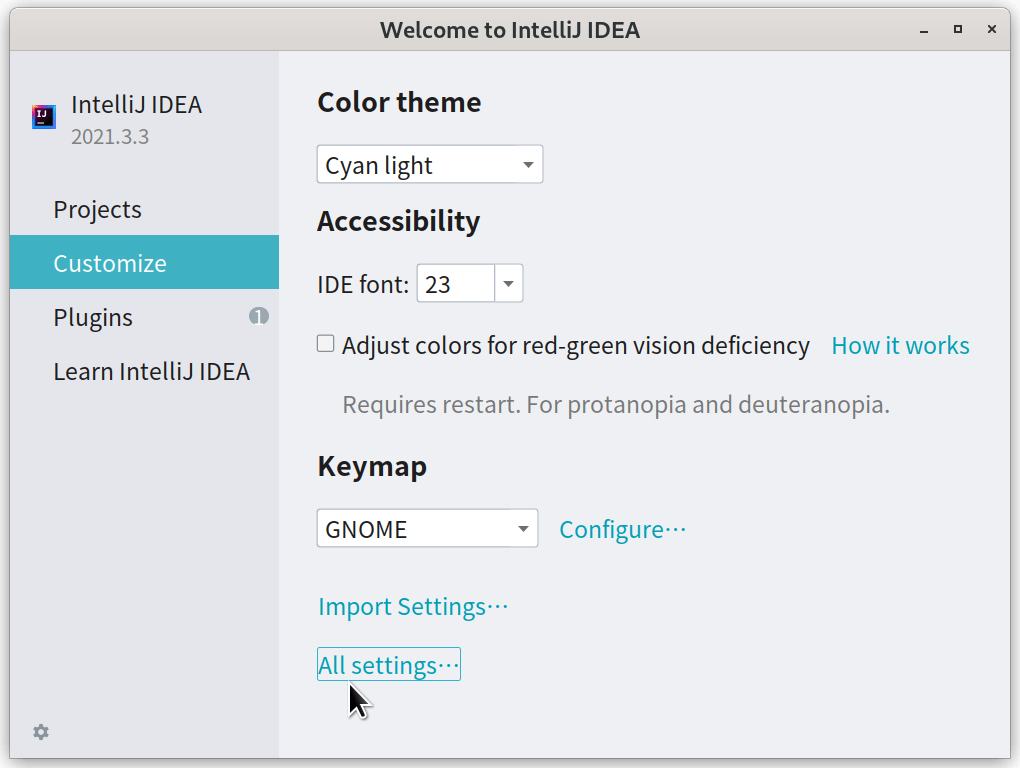 Welcome to IntelliJ IDEA
IJ
IntelliJ IDEA
2021.3.3
Projects
Customize
Plugins 1
Learn IntelliJ IDEA
Color theme
Cyan light
Accessibility
IDE font: 23
Adjust colors for red-green vision deficiency How it works
Requires restart. For protanopia and deuteranopia.
Keymap
GNOME Configure···
Import Settings···
All settings···